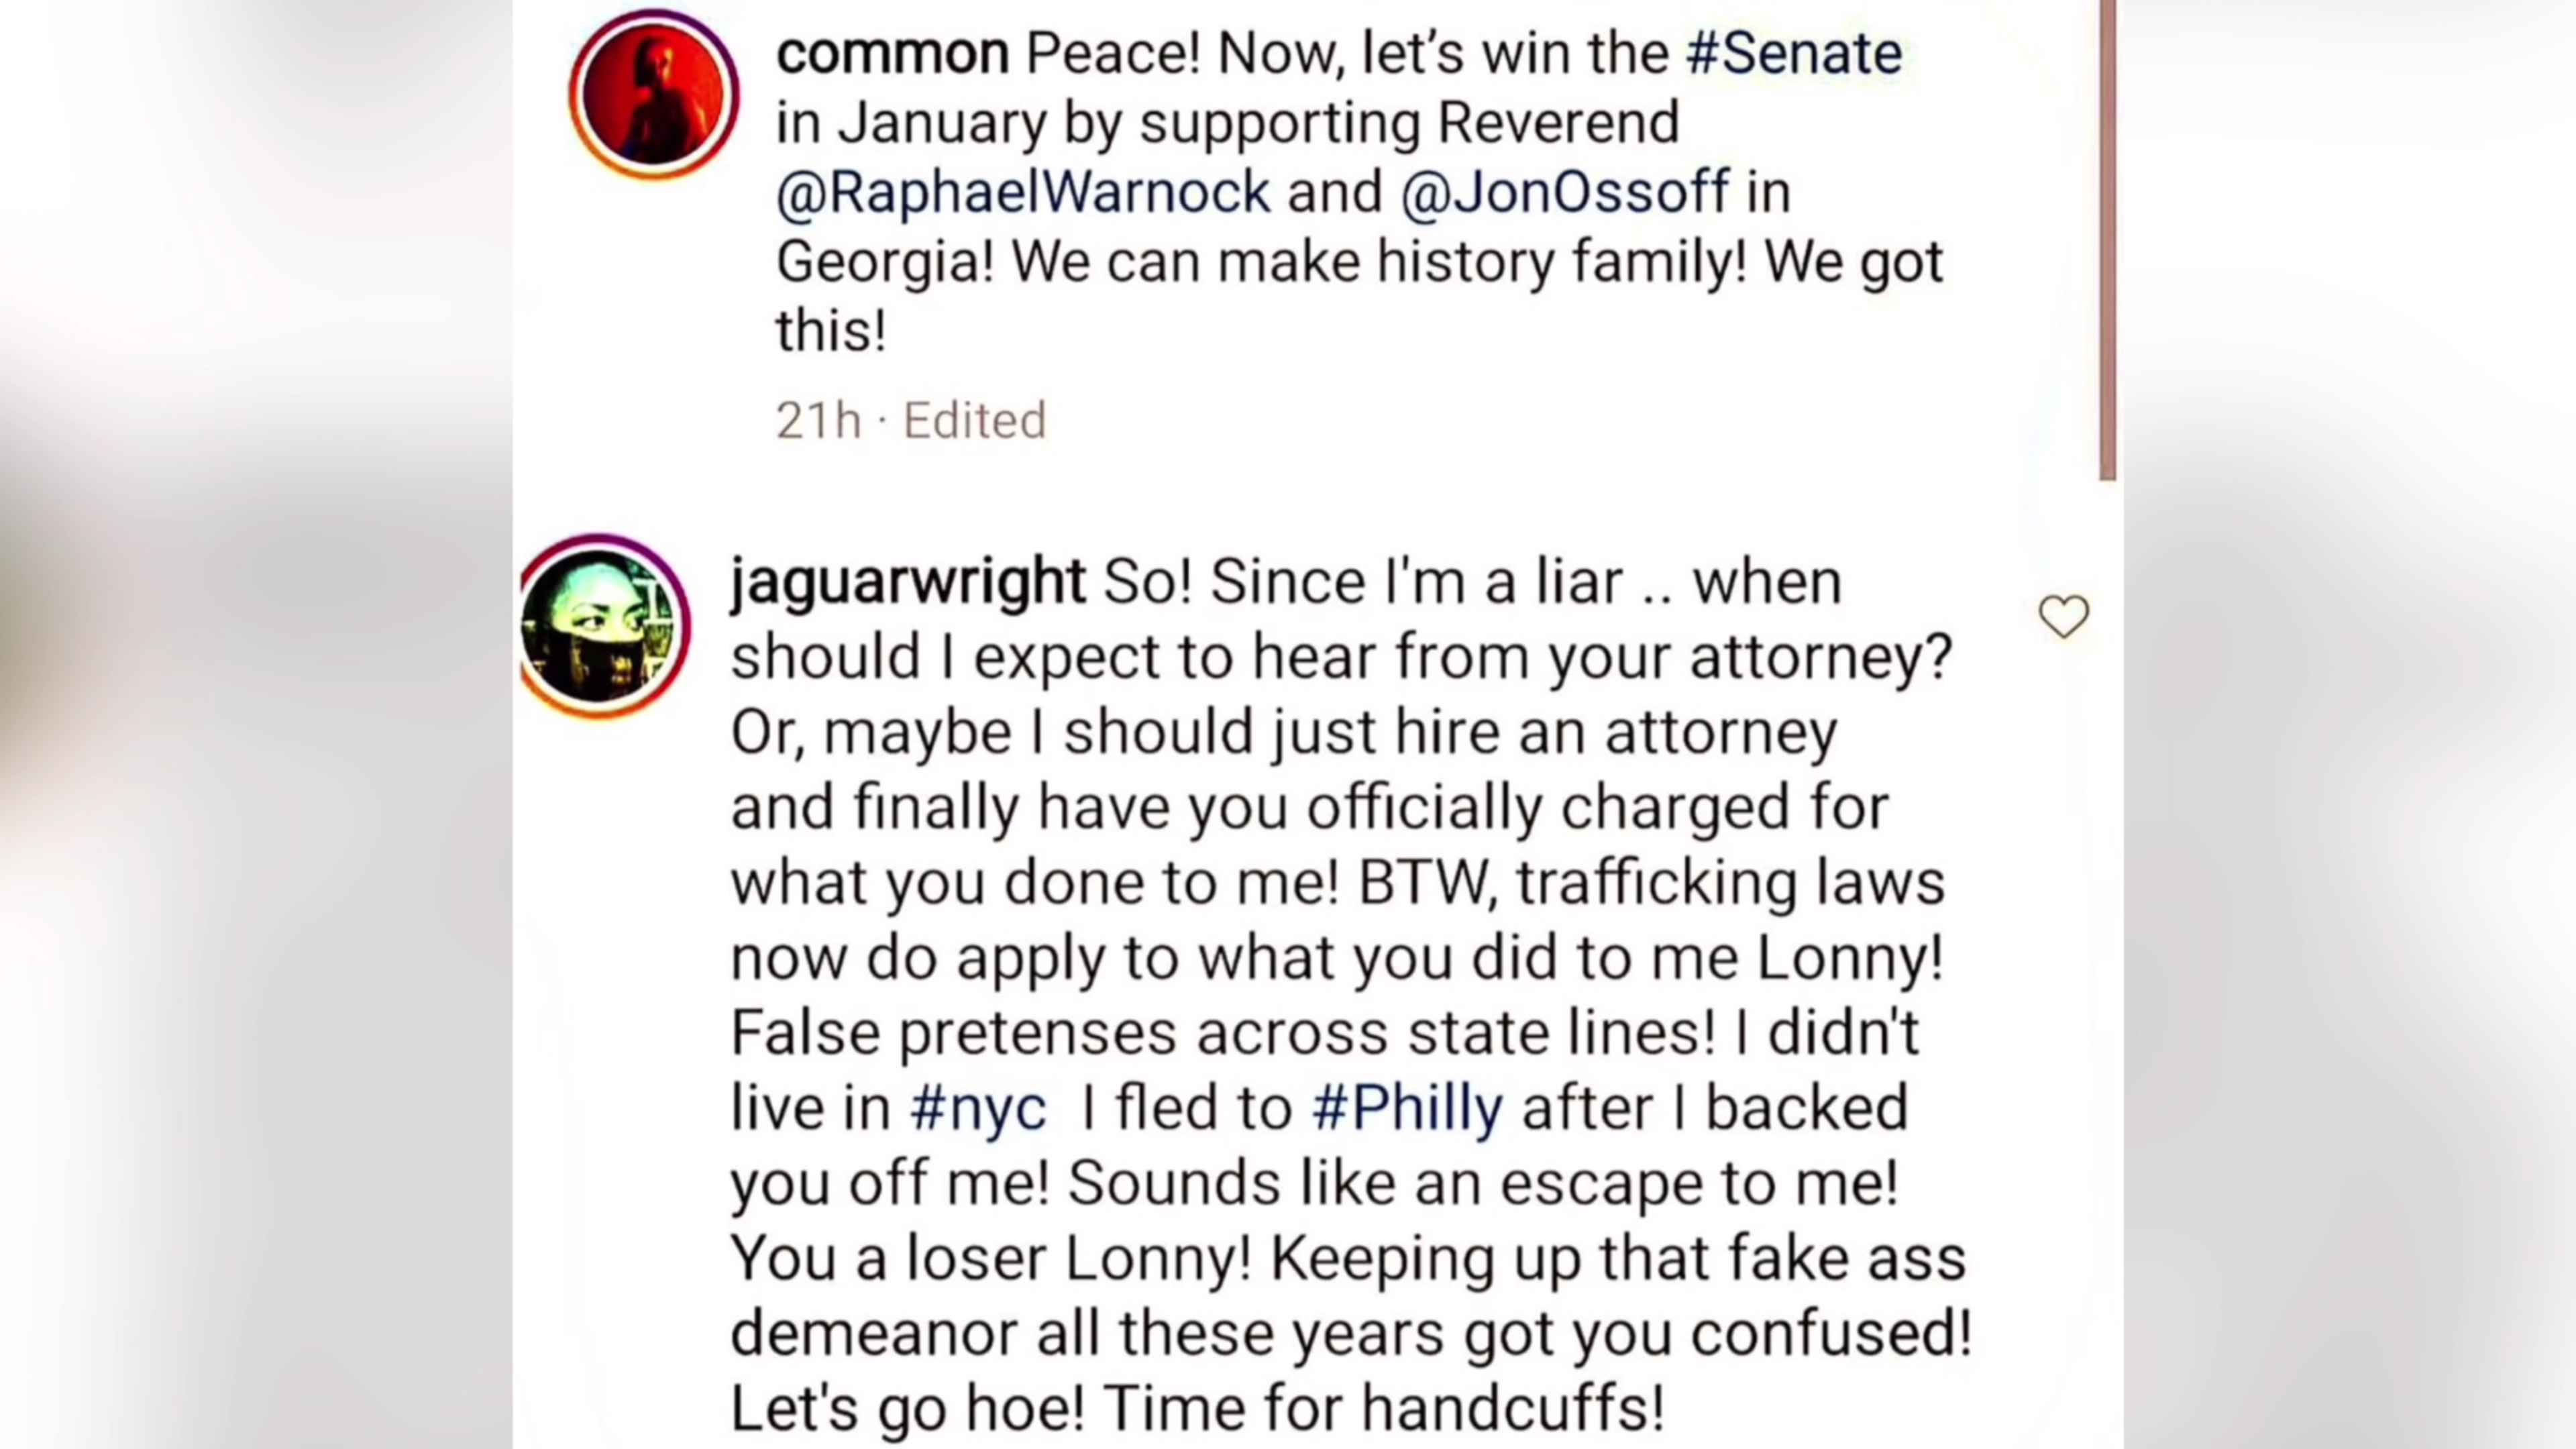 common Peace! Now, let’s win the #Senate
in January by supporting Reverend
@RaphaelWarnock and @JonOssoff in
Georgia! We can make history family! We got
this!
21h · Edited
jaguarwright So! Since I'm a liar .. when
should I expect to hear from your attorney?
Or, maybe I should just hire an attorney
and finally have you officially charged for
what you done to me! BTW, trafficking laws
now do apply to what you did to me Lonny!
False pretenses across state lines! I didn't
live in #nyc  I fled to #Philly after I backed
you off me! Sounds like an escape to me!
You a loser Lonny! Keeping up that fake ass
demeanor all these years got you confused!
Let's go hoe! Time for handcuffs!